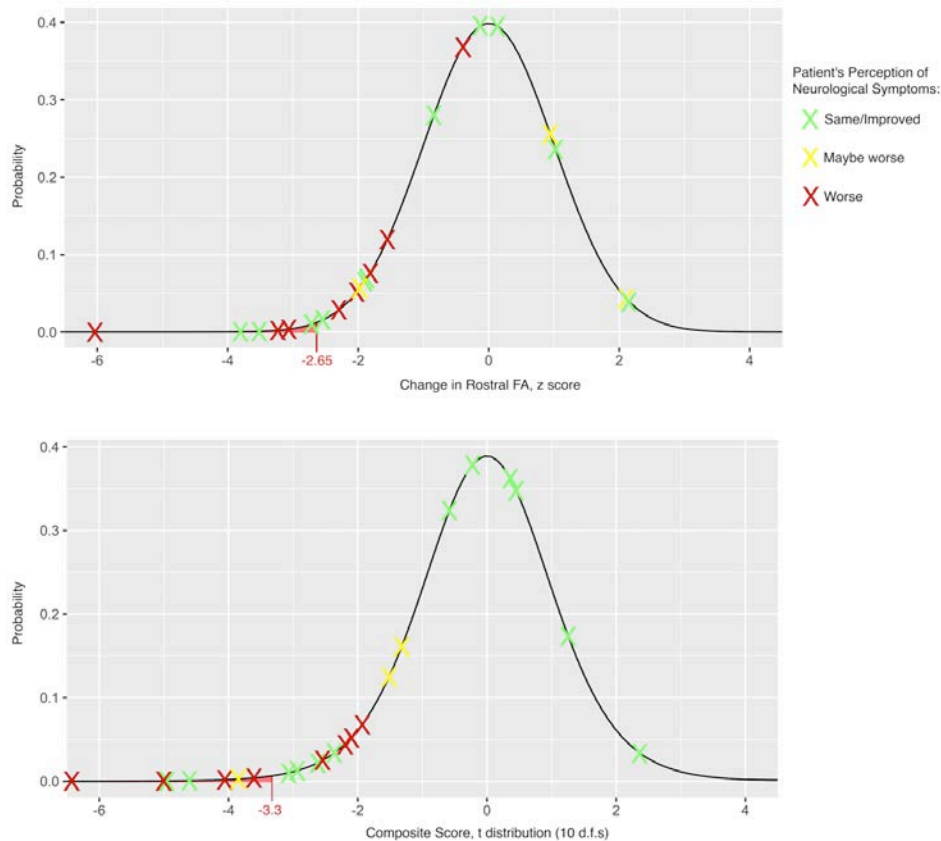 0.4
0.3
0.2
0.1
0.0
Probability
-6
-4
-2
0
2
4
-2.65
Change in Rostral FA, z score
Patient's Perception of
Neurological Symptoms:
Same/Improved
Maybe worse
Worse
0.4
0.3
0.2
0.1
0.0
Probability
-6
-4
-2
0
2
4
-3.3
Composite Score, t distribution (10 d.f.s)